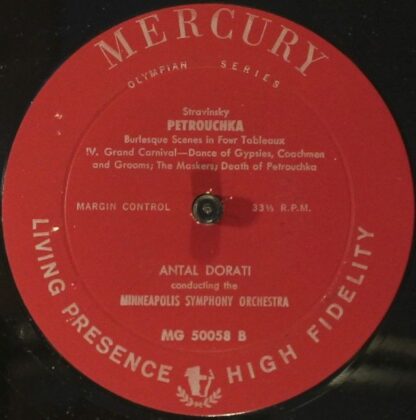 MERCURY
OLYMPIAN SERIES
Stravinsky
PETROUCHKA
Burlesque Scenes in Four Tableaux
IV. Grand Carnival—Dance of Gypsies, Coachmen
and Grooms; The Maskers; Death of Petrouchka
MARGIN CONTROL 33⅓ R.P.M.
ANTAL DORATI
conducting the
MINNEAPOLIS SYMPHONY ORCHESTRA
MG 50058 B
LIVING PRESENCE HIGH FIDELITY